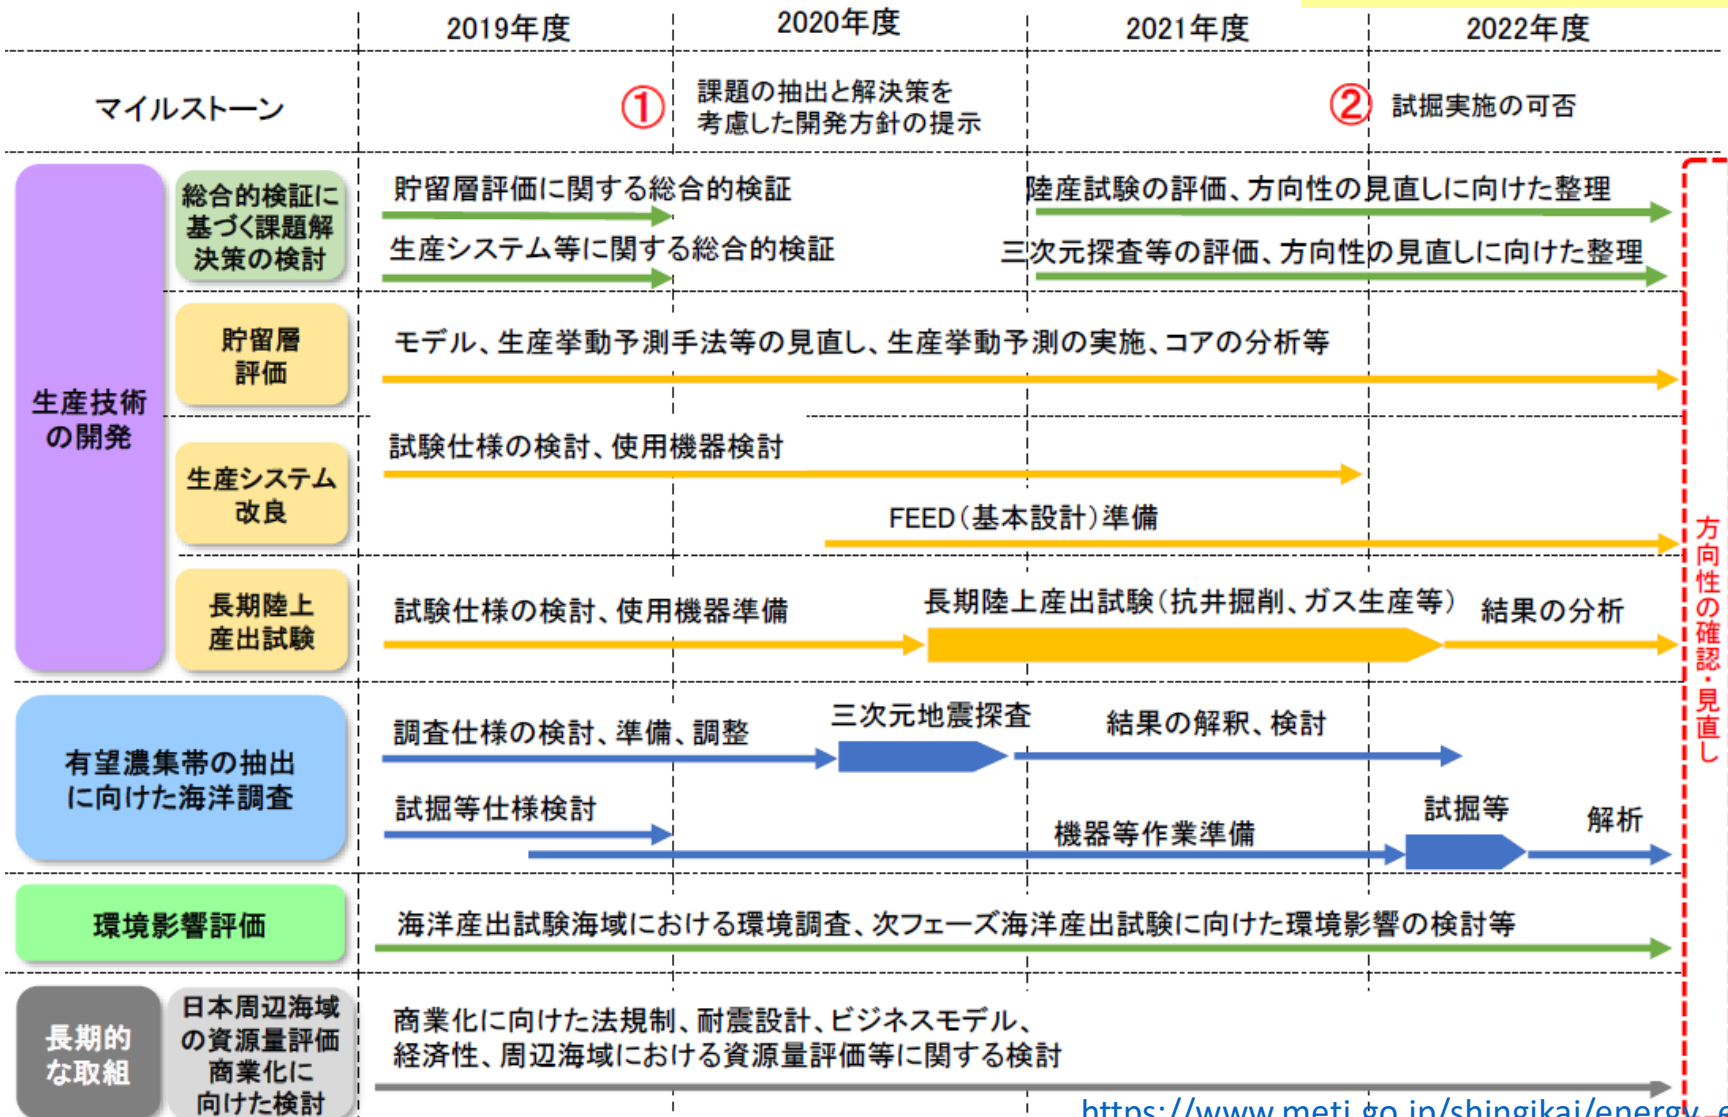 2019年度
2020年度
2021年度
2022年度
マイルストーン
①
課題の抽出と解決策を
考慮した開発方針の提示
②
試掘実施の可否
生産技術
の開発
総合的検証に
基づく課題解
決策の検討
貯留層評価に関する総合的検証
陸産試験の評価、方向性の見直しに向けた整理
生産システム等に関する総合的検証
三次元探査等の評価、方向性の見直しに向けた整理
貯留層
評価
モデル、生産挙動予測手法等の見直し、生産挙動予測の実施、コアの分析等
生産システム
改良
試験仕様の検討、使用機器検討
FEED（基本設計）準備
長期陸上
産出試験
試験仕様の検討、使用機器準備
長期陸上産出試験（抗井掘削、ガス生産等）
結果の分析
有望濃集帯の抽出
に向けた海洋調査
調査仕様の検討、準備、調整
三次元地震探査
結果の解釈、検討
試掘等仕様検討
機器等作業準備
試掘等
解析
環境影響評価
海洋産出試験海域における環境調査、次フェーズ海洋産出試験に向けた環境影響の検討等
長期的
な取組
日本周辺海域
の資源量評価
商業化に
向けた検討
商業化に向けた法規制、耐震設計、ビジネスモデル、
経済性、周辺海域における資源量評価等に関する検討
方向性の確認・見直し
https://www.meti.go.jp/shingikai/energy_